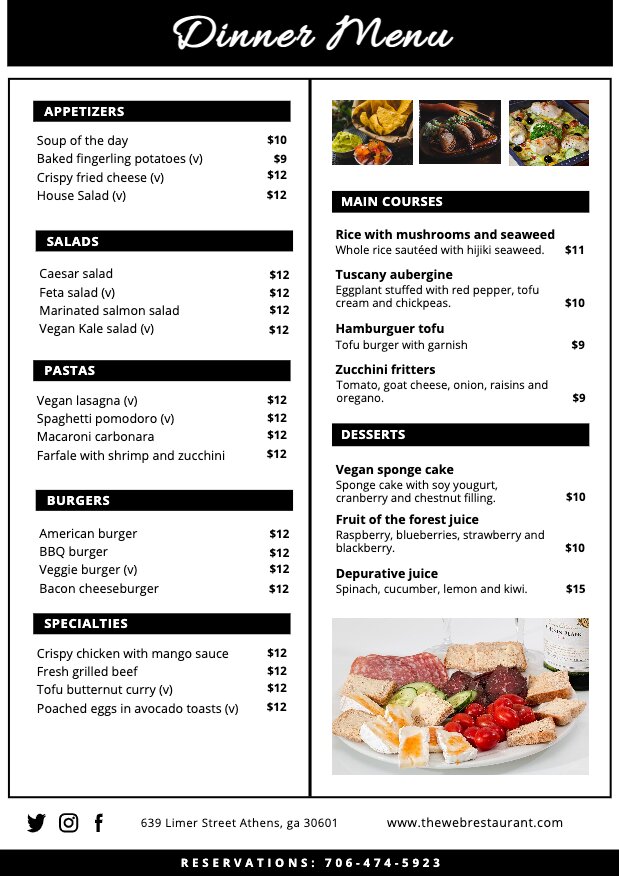 Dinner Menu
APPETIZERS
Soup of the day $10
Baked fingerling potatoes (v) $9
Crispy fried cheese (v) $12
House Salad (v) $12
SALADS
Caesar salad $12
Feta salad (v) $12
Marinated salmon salad $12
Vegan Kale salad (v) $12
PASTAS
Vegan lasagna (v) $12
Spaghetti pomodoro (v) $12
Macaroni carbonara $12
Farfale with shrimp and zucchini $12
BURGERS
American burger $12
BBQ burger $12
Veggie burger (v) $12
Bacon cheeseburger $12
SPECIALTIES
Crispy chicken with mango sauce $12
Fresh grilled beef $12
Tofu butternut curry (v) $12
Poached eggs in avocado toasts (v) $12
MAIN COURSES
Rice with mushrooms and seaweed
Whole rice sautéed with hijiki seaweed. $11
Tuscany aubergine
Eggplant stuffed with red pepper, tofu
cream and chickpeas. $10
Hamburguer tofu
Tofu burger with garnish $9
Zucchini fritters
Tomato, goat cheese, onion, raisins and
oregano. $9
DESSERTS
Vegan sponge cake
Sponge cake with soy yougurt,
cranberry and chestnut filling. $10
Fruit of the forest juice
Raspberry, blueberries, strawberry and
blackberry. $10
Depurative juice
Spinach, cucumber, lemon and kiwi. $15
639 Limer Street Athens, ga 30601
www.thewebrestaurant.com
RESERVATIONS: 706-474-5923